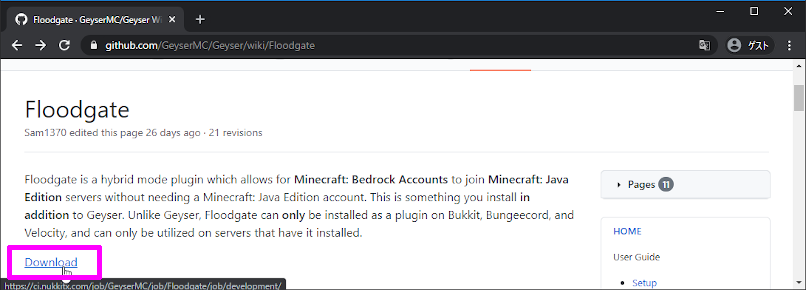 Floodgate · GeyserMC/Geyser Wi
github.com/GeyserMC/Geyser/wiki/Floodgate
ゲスト
Floodgate
Sam1370 edited this page 26 days ago · 21 revisions
Floodgate is a hybrid mode plugin which allows for Minecraft: Bedrock Accounts to join Minecraft: Java
Edition servers without needing a Minecraft: Java Edition account. This is something you install in
addition to Geyser. Unlike Geyser, Floodgate can only be installed as a plugin on Bukkit, Bungeecord, and
Velocity, and can only be utilized on servers that have it installed.
Download
https://ci.nukkitx.com/job/GeyserMC/job/Floodgate/job/development/
Pages 11
HOME
User Guide
Setup